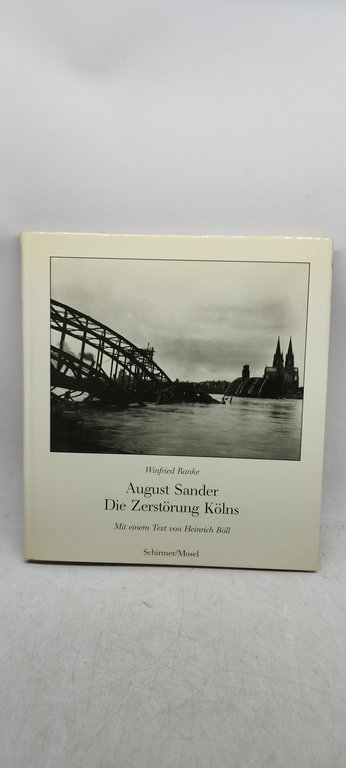 Winfried Ranke
August Sander
Die Zerstörung Kölns
Mit einem Text von Heinrich Böll
Schirmer/Mosel